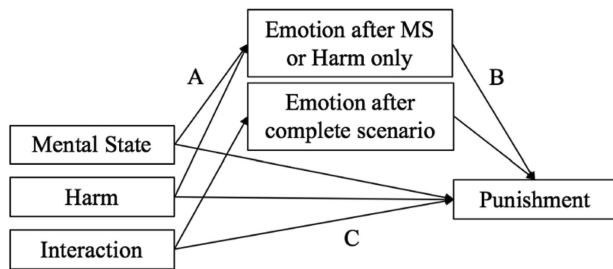 Emotion after MS
or Harm only
A
B
Emotion after
complete scenario
Mental State
Harm
Punishment
Interaction
C